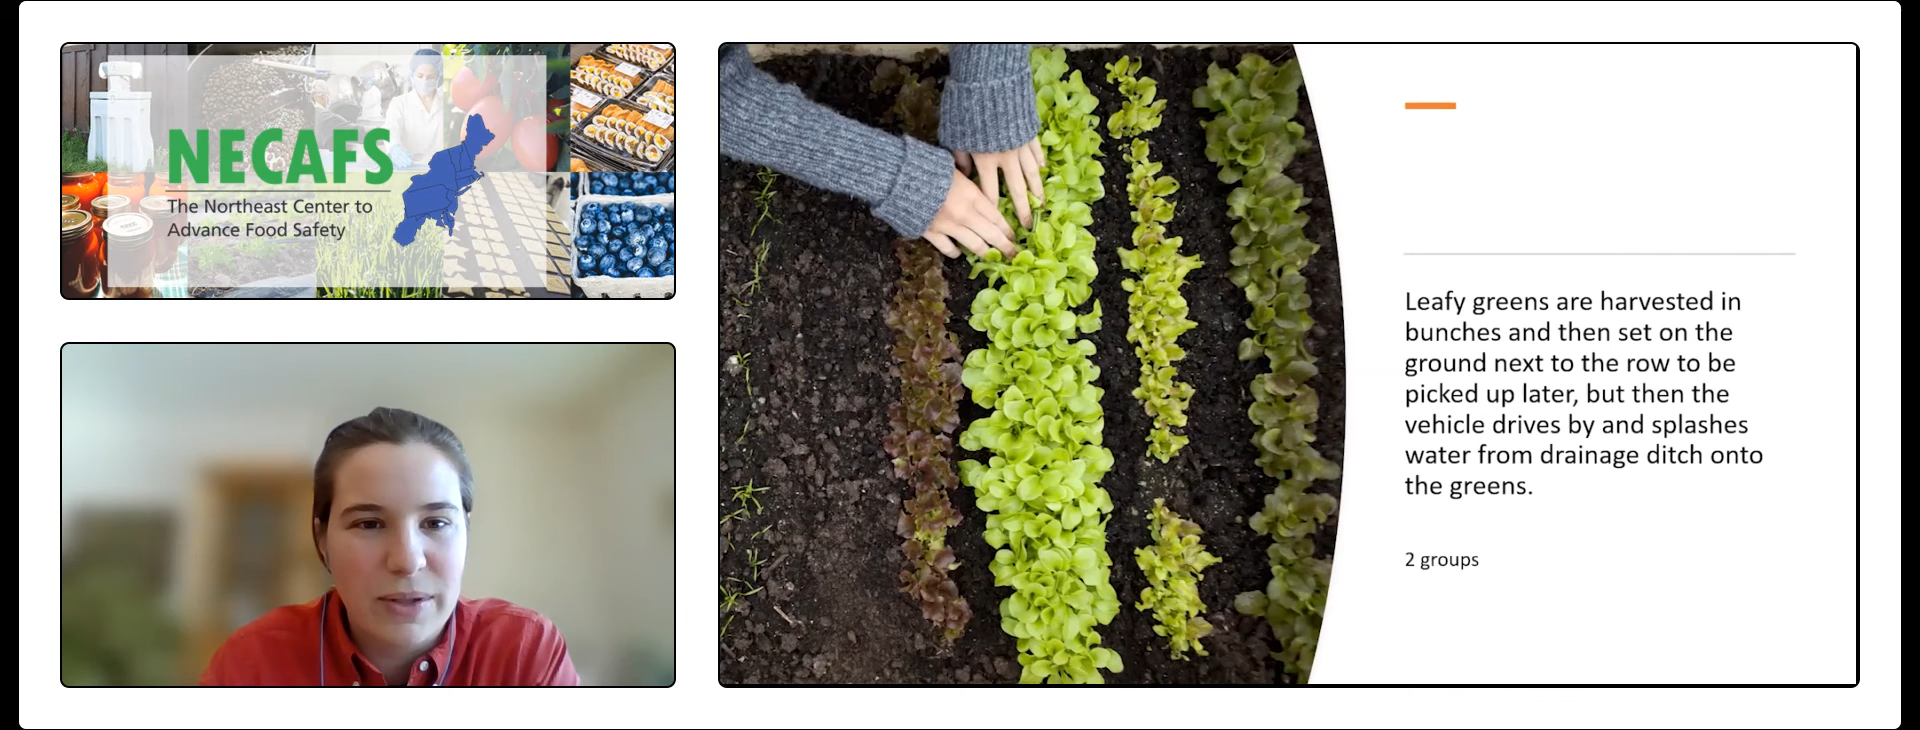 NECAFS
The Northeast Center to
Advance Food Safety
Leafy greens are harvested in
bunches and then set on the
ground next to the row to be
picked up later, but then the
vehicle drives by and splashes
water from drainage ditch onto
the greens.
2 groups